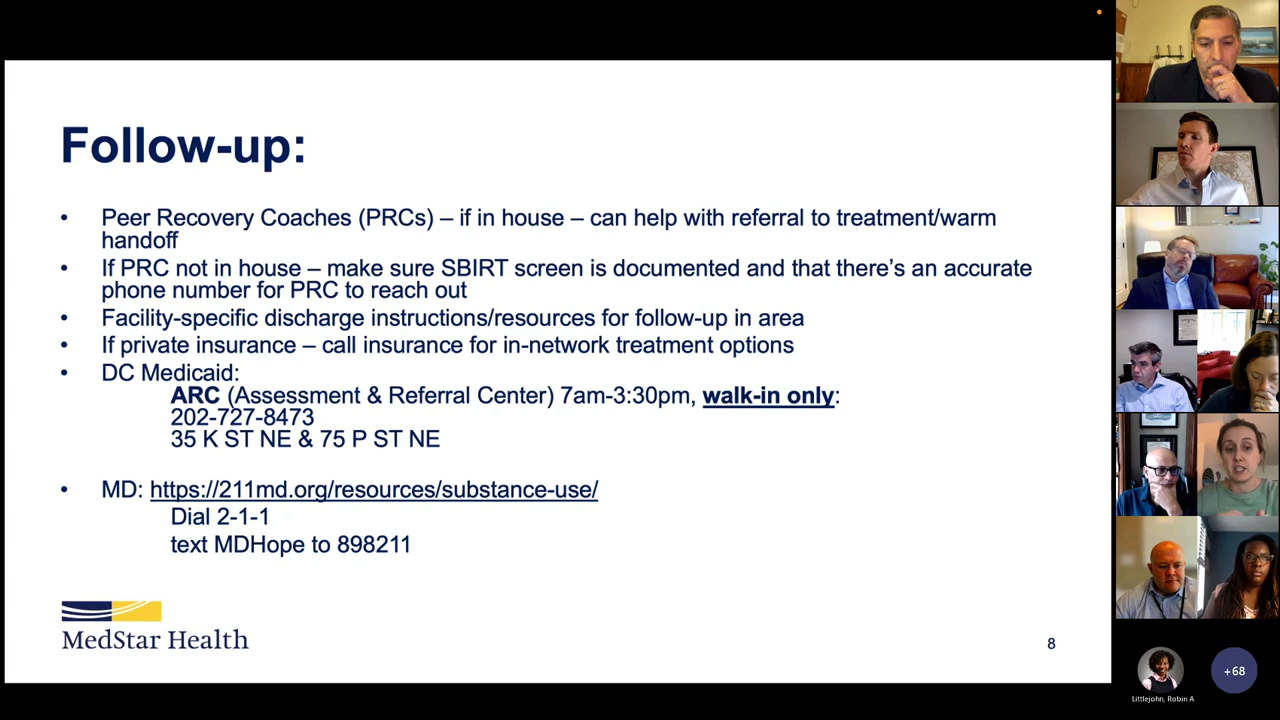 Follow-up:
• Peer Recovery Coaches (PRCs) – if in house – can help with referral to treatment/warm
handoff
• If PRC not in house – make sure SBIRT screen is documented and that there’s an accurate
phone number for PRC to reach out
• Facility-specific discharge instructions/resources for follow-up in area
• If private insurance – call insurance for in-network treatment options
• DC Medicaid:
ARC (Assessment & Referral Center) 7am-3:30pm, walk-in only:
202-727-8473
35 K ST NE & 75 P ST NE
• MD: https://211md.org/resources/substance-use/
Dial 2-1-1
text MDHope to 898211
MedStar Health
8
+68
Littlejohn, Robin A